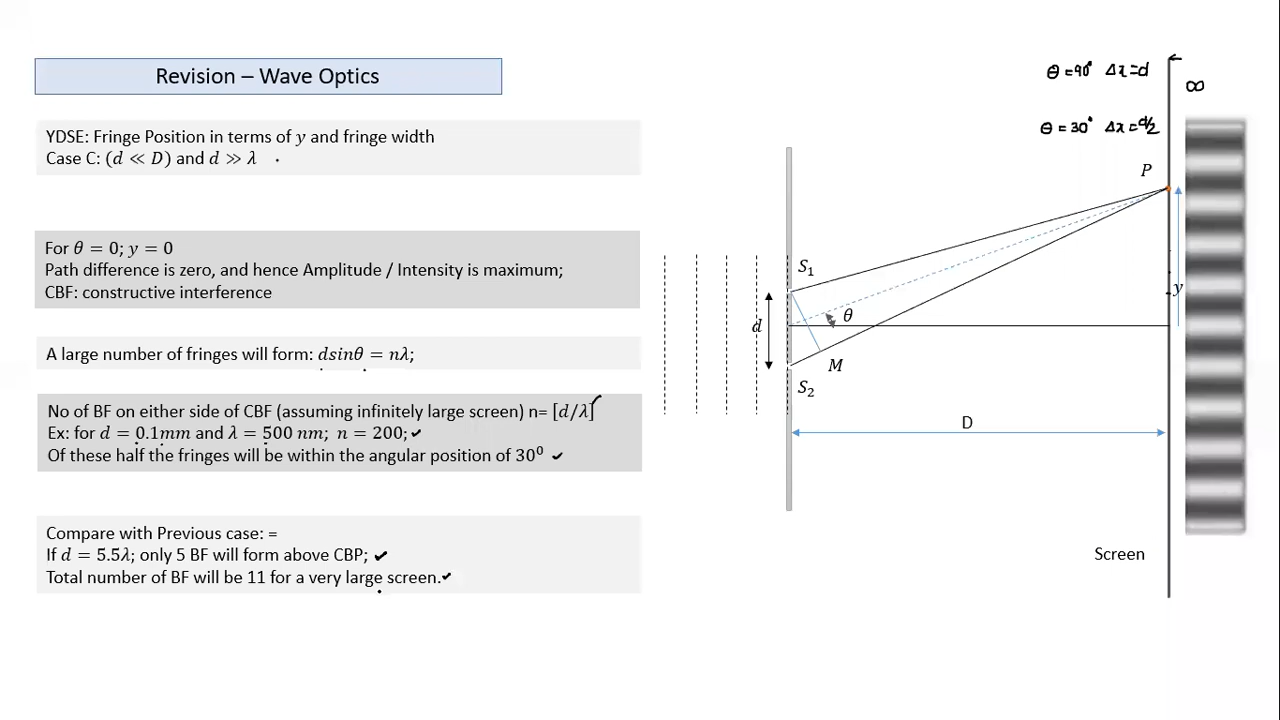 Revision – Wave Optics
YDSE: Fringe Position in terms of y and fringe width
Case C: (d ≪ D) and d ≫ λ
For θ = 0; y = 0
Path difference is zero, and hence Amplitude / Intensity is maximum;
CBF: constructive interference
A large number of fringes will form: dsinθ = nλ;
No of BF on either side of CBF (assuming infinitely large screen) n= [d/λ]
Ex: for d = 0.1mm and λ = 500 nm; n = 200;✓
Of these half the fringes will be within the angular position of 30⁰ ✓
Compare with Previous case: =
If d = 5.5λ; only 5 BF will form above CBP; ✓
Total number of BF will be 11 for a very large screen.✓
θ = 90° Δx = d
∞
θ = 30° Δx = d/2
P
S₁
y
θ
d
M
S₂
D
Screen